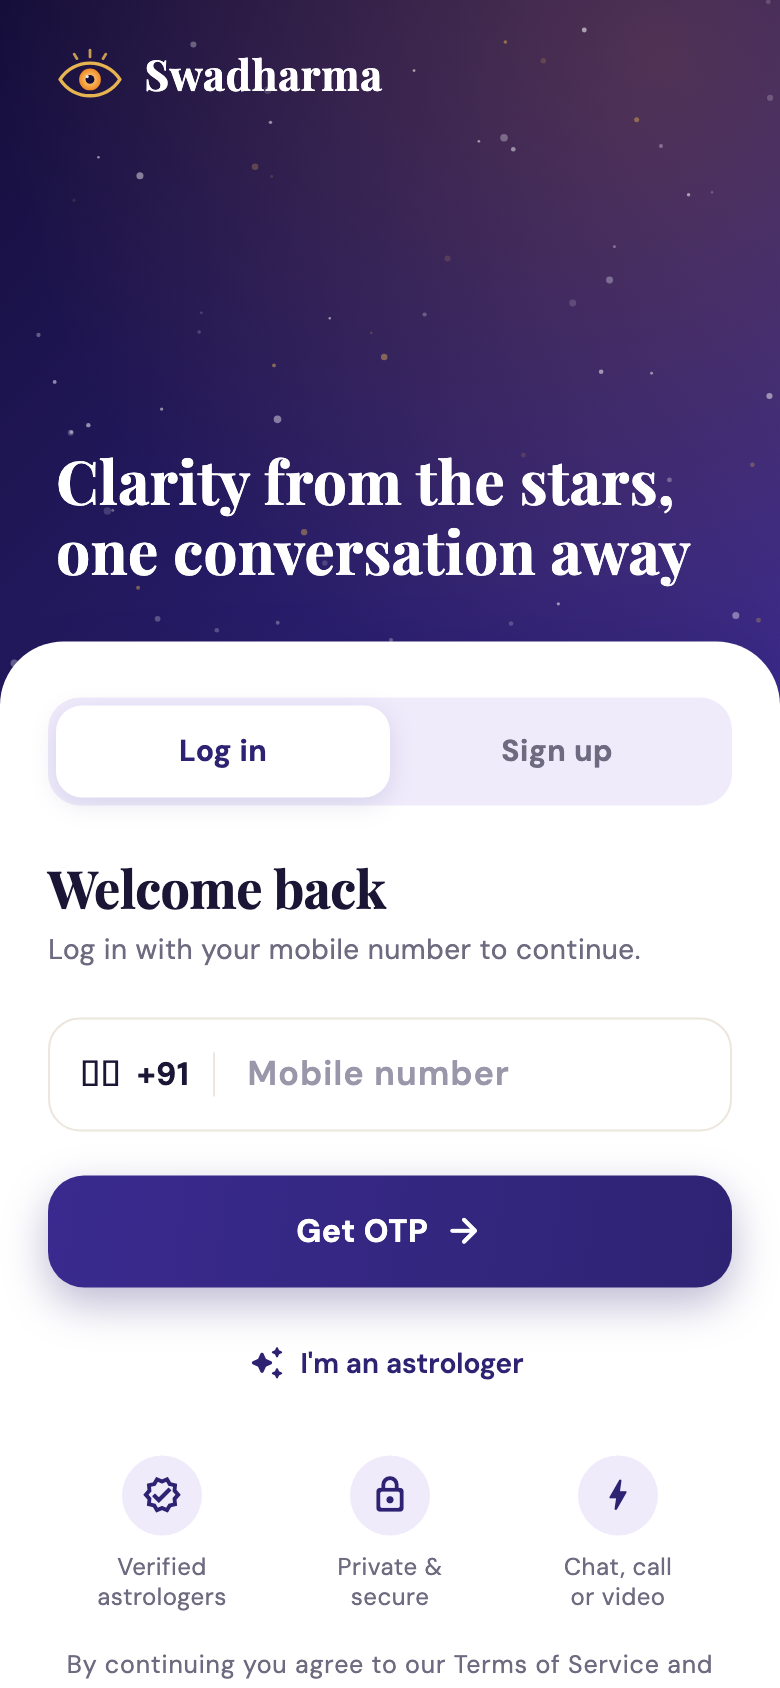 Swadharma
Clarity from the stars,
one conversation away
Log in
Sign up
Welcome back
Log in with your mobile number to continue.
+91
Mobile number
Get OTP →
I'm an astrologer
Verified
astrologers
Private &
secure
Chat, call
or video
By continuing you agree to our Terms of Service and